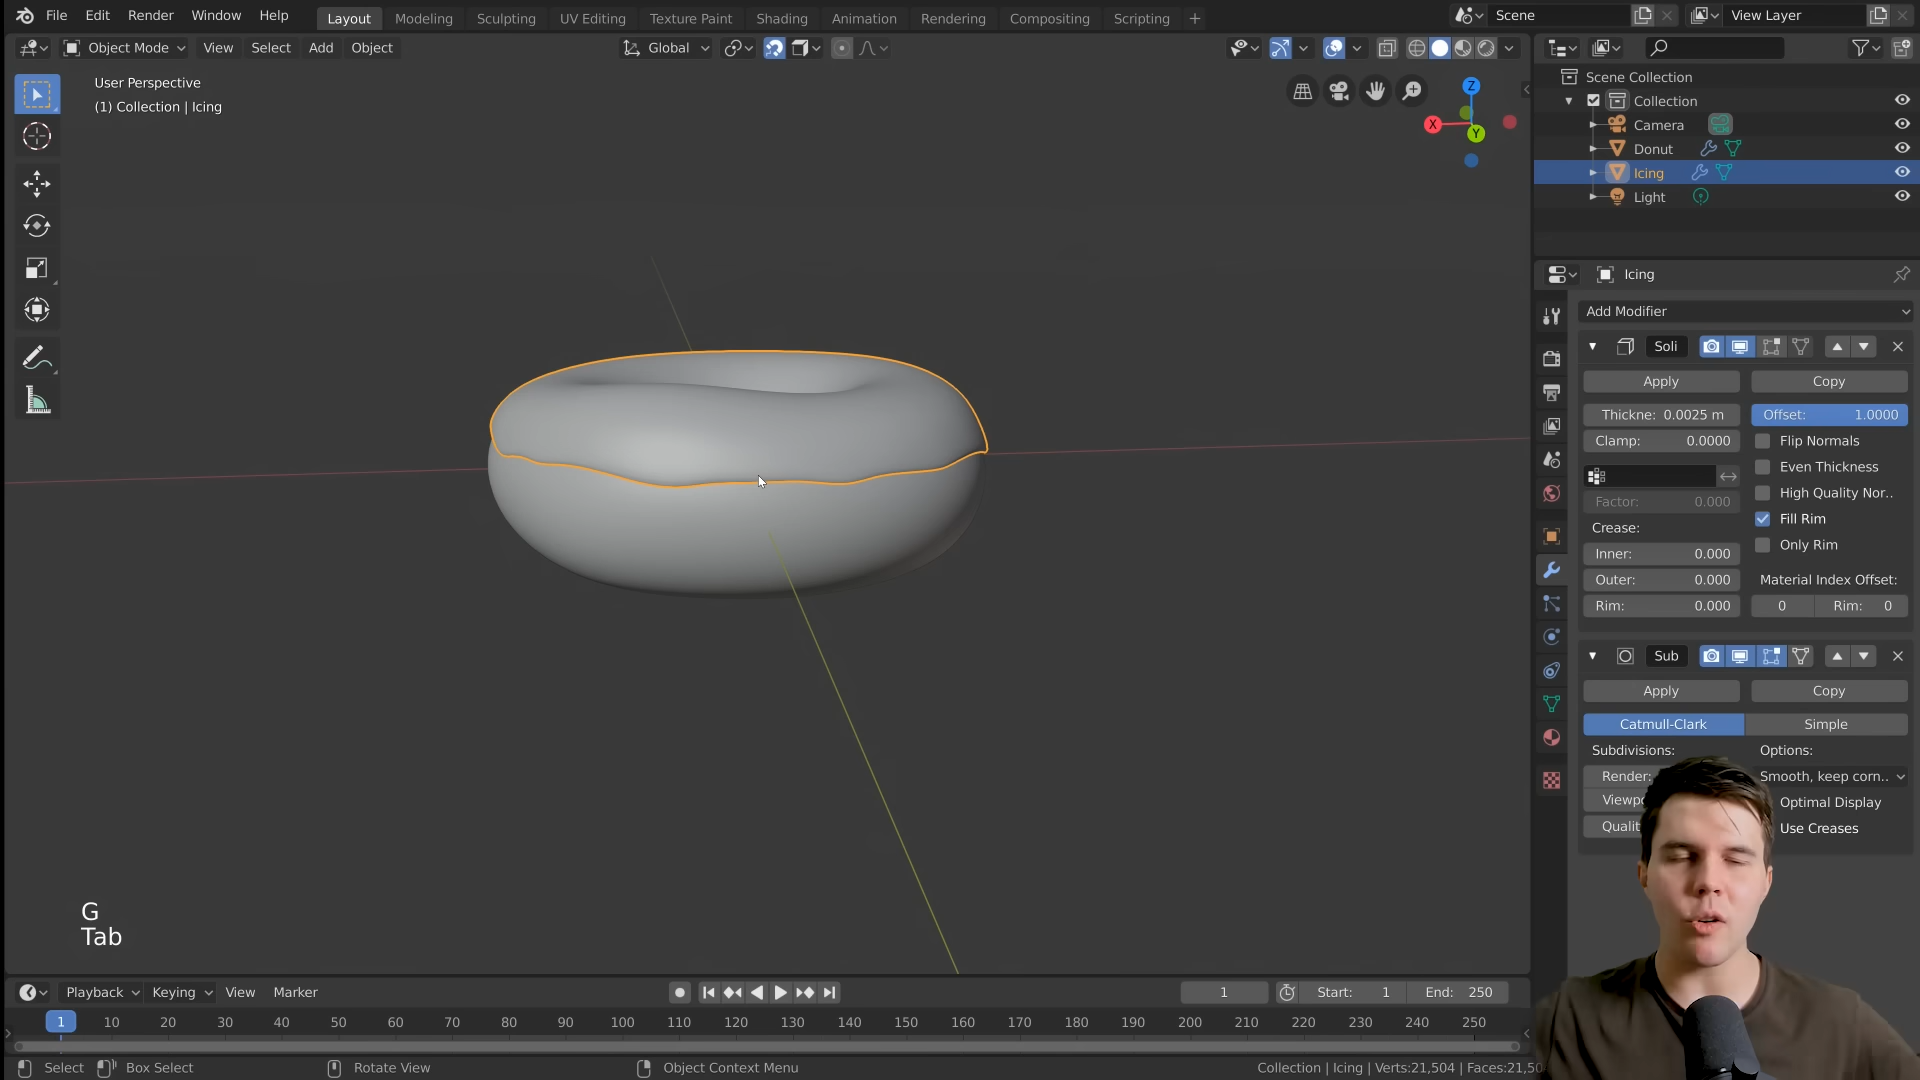 File Edit Render Window Help Layout Modeling Sculpting UV Editing Texture Paint Shading Animation Rendering Compositing Scripting + Scene View Layer
Object Mode View Select Add Object Global
User Perspective
(1) Collection | Icing
Z
X
Y
Scene Collection
Collection
Camera
Donut
Icing
Light
Icing
Add Modifier
Soli
Apply Copy
Thickne: 0.0025 m Offset: 1.0000
Clamp: 0.0000 Flip Normals
Even Thickness
Factor: 0.000 High Quality Nor..
Crease: Fill Rim
Inner: 0.000 Only Rim
Outer: 0.000 Material Index Offset:
Rim: 0.000 0 Rim: 0
Sub
Apply Copy
Catmull-Clark Simple
Subdivisions: Options:
Render: Smooth, keep corn..
Viewp Optimal Display
Qualit Use Creases
G
Tab
Playback Keying View Marker 1 Start: 1 End: 250
1 10 20 30 40 50 60 70 80 90 100 110 120 130 140 150 160 170 180 190 200 210 220 230 240 250
Select Box Select Rotate View Object Context Menu Collection | Icing | Verts:21,504 | Faces:21,50